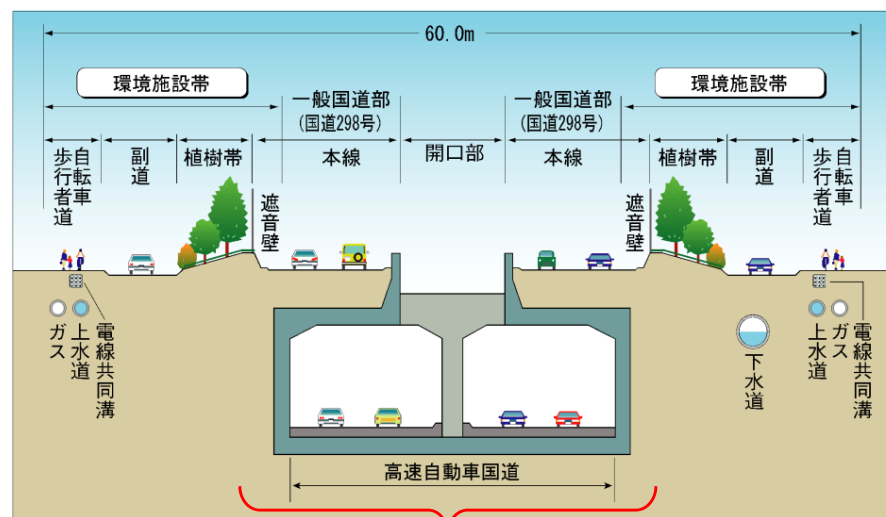 60.0m
環境施設帯
環境施設帯
一般国道部
(国道298号)
一般国道部
(国道298号)
自転車
歩行者道
副道
植樹帯
本線
開口部
本線
植樹帯
副道
自転車
歩行者道
遮音壁
遮音壁
ガス
上水道
電線共同溝
下水道
上水道
ガス
電線共同溝
高速自動車国道